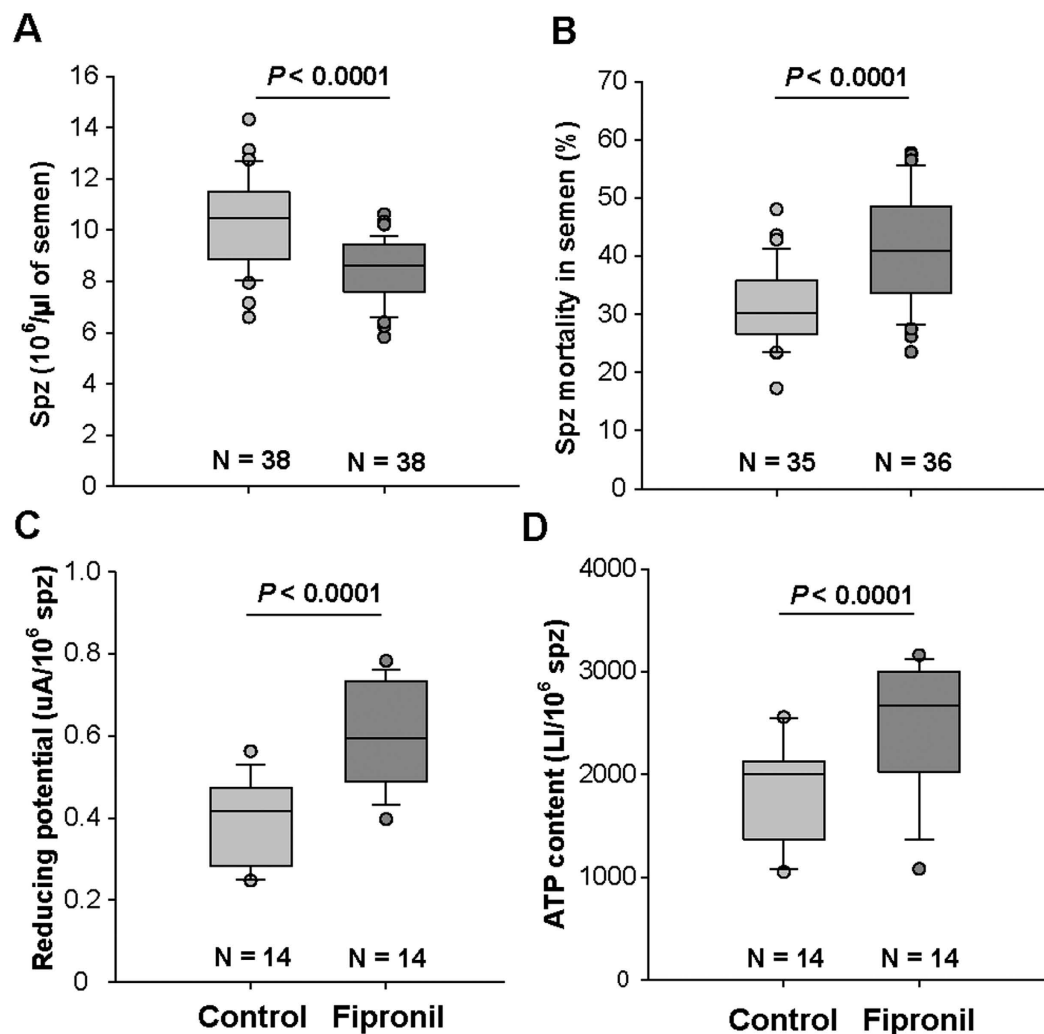 A
Spz (10⁶/µl of semen)
16
14
12
10
8
6
4
2
0
P < 0.0001
N = 38
N = 38
B
Spz mortality in semen (%)
70
60
50
40
30
20
10
0
P < 0.0001
N = 35
N = 36
C
Reducing potential (uA/10⁶ spz)
1.0
0.8
0.6
0.4
0.2
0
P < 0.0001
N = 14
N = 14
Control
Fipronil
D
ATP content (LI/10⁶ spz)
4000
3000
2000
1000
0
P < 0.0001
N = 14
N = 14
Control
Fipronil